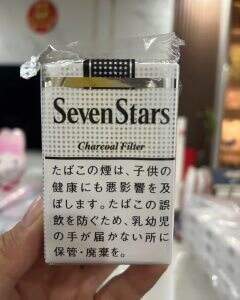 SevenStars
Charcoal Filter
たばこの煙は、子供の
健康にも悪影響を及
ぼします。たばこの誤
飲を防ぐため、乳幼児
の手が届かない所に
保管・廃棄を。